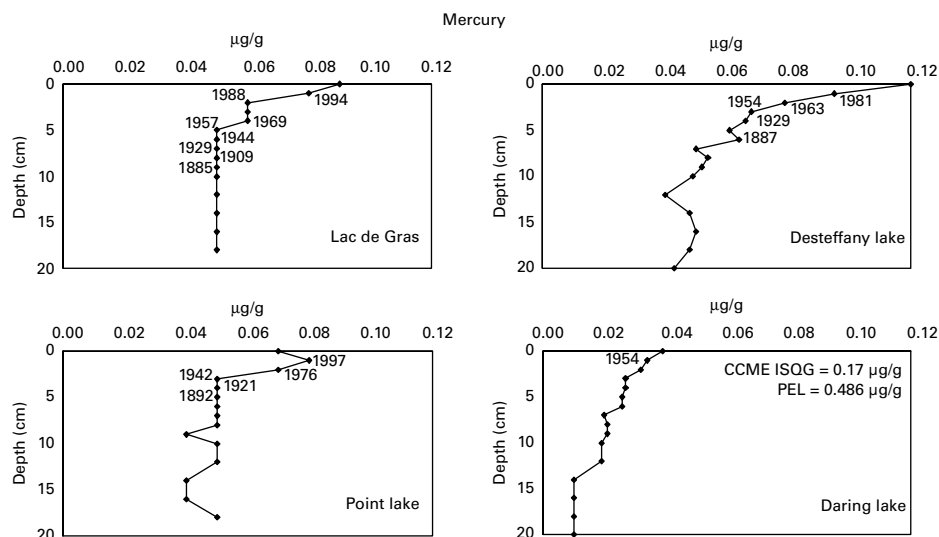 Mercury
µg/g
0.00 0.02 0.04 0.06 0.08 0.10 0.12
0
5
10
15
20
Depth (cm)
1988
1994
1957
1969
1944
1929
1909
1885
Lac de Gras
µg/g
0.00 0.02 0.04 0.06 0.08 0.10 0.12
0
5
10
15
20
Depth (cm)
1981
1954
1963
1929
1887
Desteffany lake
µg/g
0.00 0.02 0.04 0.06 0.08 0.10 0.12
0
5
10
15
20
Depth (cm)
1997
1942
1976
1921
1892
Point lake
µg/g
0.00 0.02 0.04 0.06 0.08 0.10 0.12
0
5
10
15
20
Depth (cm)
1954
CCME ISQG = 0.17 µg/g
PEL = 0.486 µg/g
Daring lake